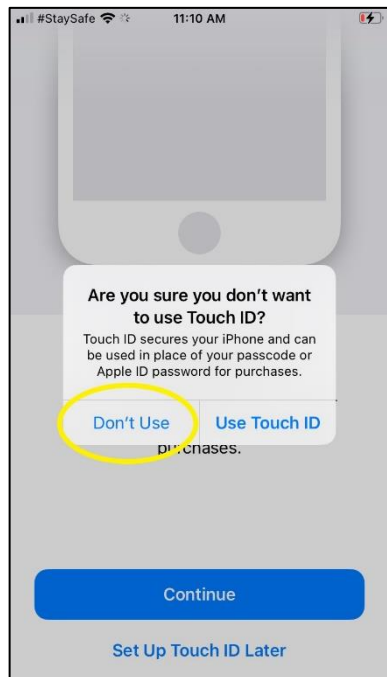 #StaySafe 11:10 AM
Are you sure you don't want
to use Touch ID?
Touch ID secures your iPhone and can
be used in place of your passcode or
Apple ID password for purchases.
Don't Use Use Touch ID
purchases.
Continue
Set Up Touch ID Later